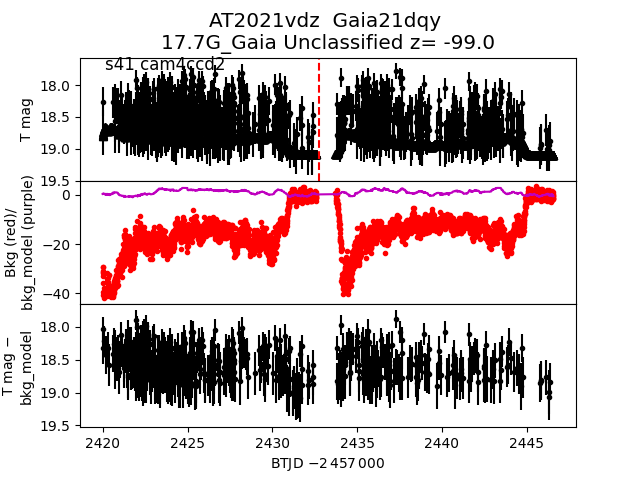 AT2021vdz  Gaia21dqy
17.7G_Gaia Unclassified z= -99.0
s41 cam4ccd2
T mag
18.0
18.5
19.0
19.5
Bkg (red)/
bkg_model (purple)
0
−20
−40
T mag −
bkg_model
18.0
18.5
19.0
19.5
2420
2425
2430
2435
2440
2445
BTJD −2 457 000